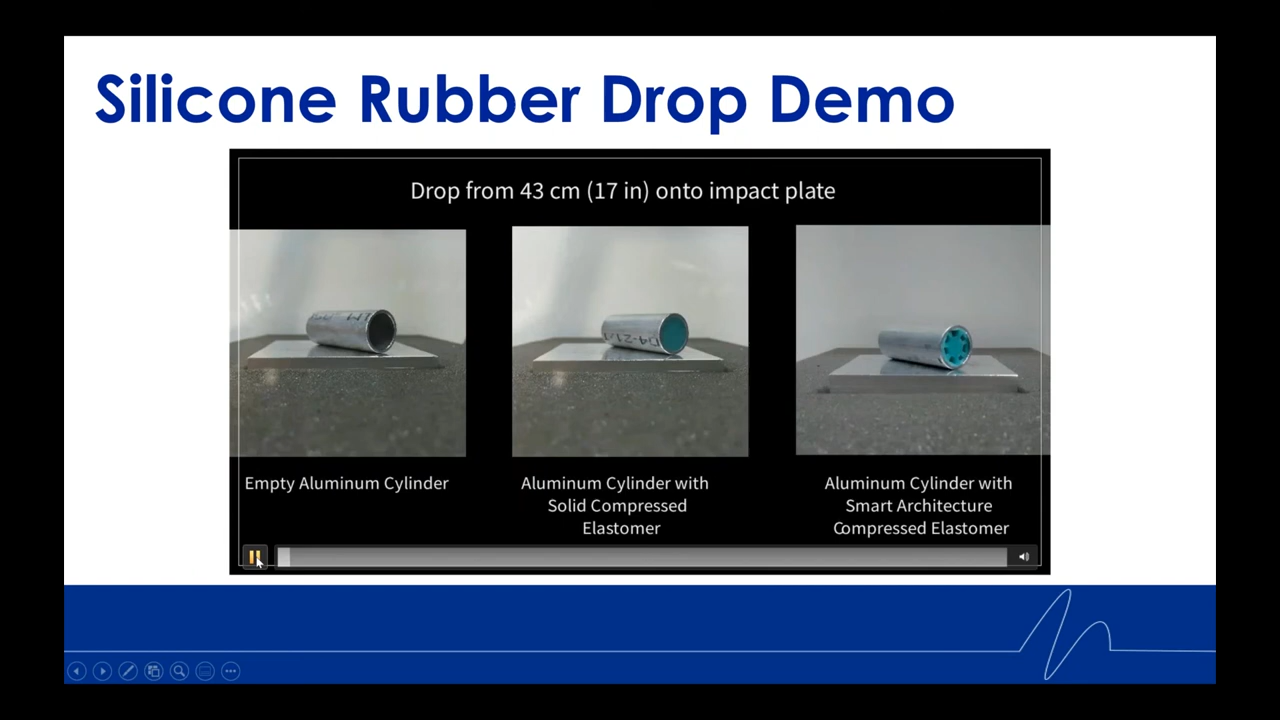 Silicone Rubber Drop Demo
Drop from 43 cm (17 in) onto impact plate
Empty Aluminum Cylinder
Aluminum Cylinder with
Solid Compressed
Elastomer
Aluminum Cylinder with
Smart Architecture
Compressed Elastomer